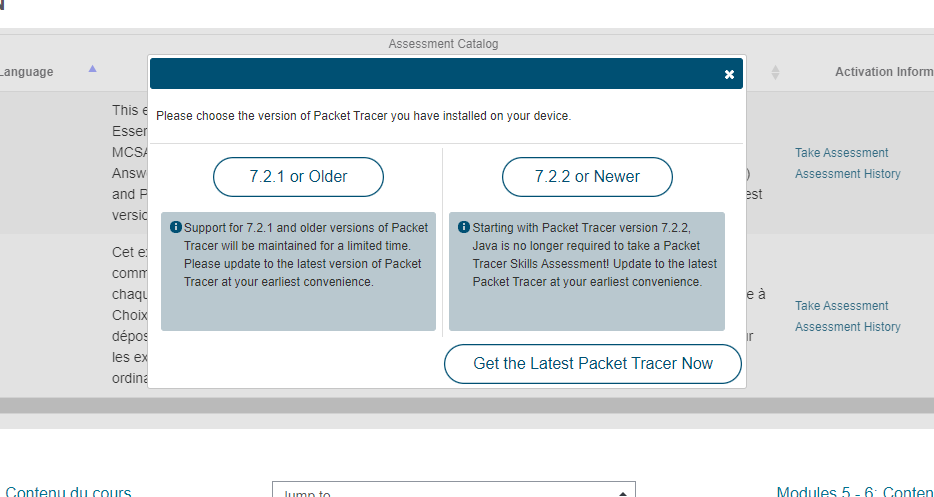 Assessment Catalog
Language
Activation Inform
This e
Please choose the version of Packet Tracer you have installed on your device.
Esser
MCSA
Take Assessment
7.2.1 or Older
7.2.2 or Newer
Answ
)
Assessment History
and P
est
versic
Support for 7.2.1 and older versions of Packet
Tracer will be maintained for a limited time.
Please update to the latest version of Packet
Tracer at your earliest convenience.
Starting with Packet Tracer version 7.2.2,
Java is no longer required to take a Packet
Tracer Skills Assessment! Update to the latest
Packet Tracer at your earliest convenience.
Cet e
comm
chaqu
e à
Choix
Take Assessment
dépos
ır
Assessment History
les ex
ordina
Get the Latest Packet Tracer Now
Contenu du cours
Jump to
Modules 5 - 6: Conten